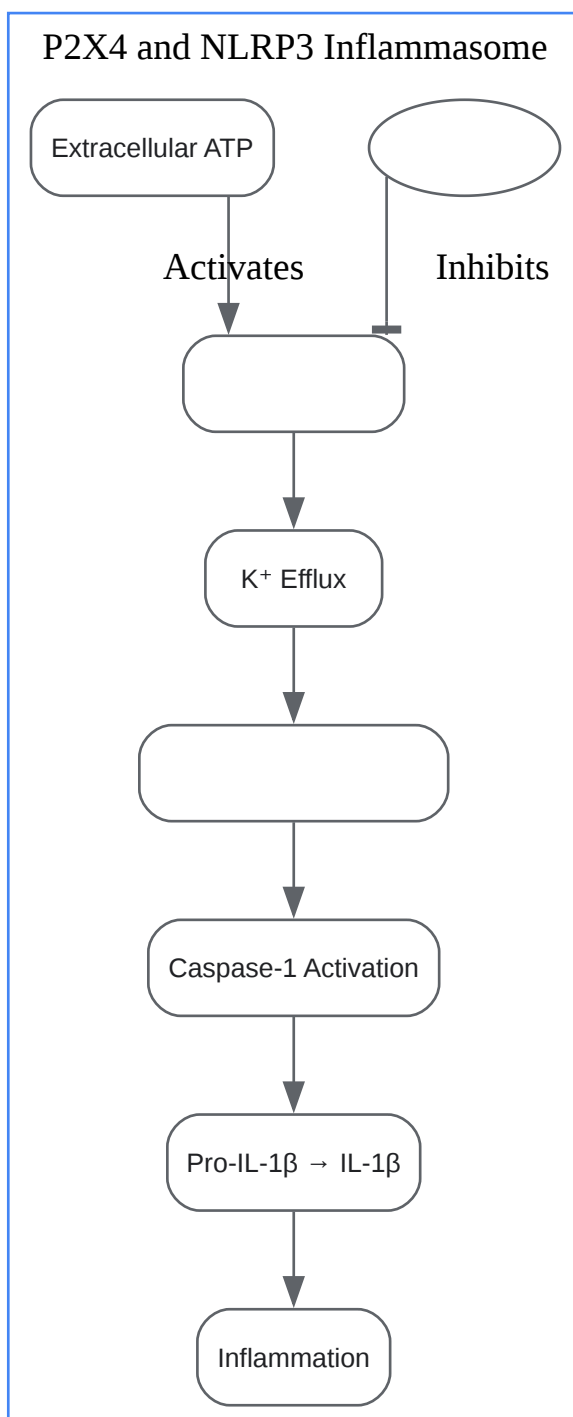 P2X4 and NLRP3 Inflammasome
Extracellular ATP
Activates
Inhibits
K⁺ Efflux
Caspase-1 Activation
Pro-IL-1β → IL-1β
Inflammation